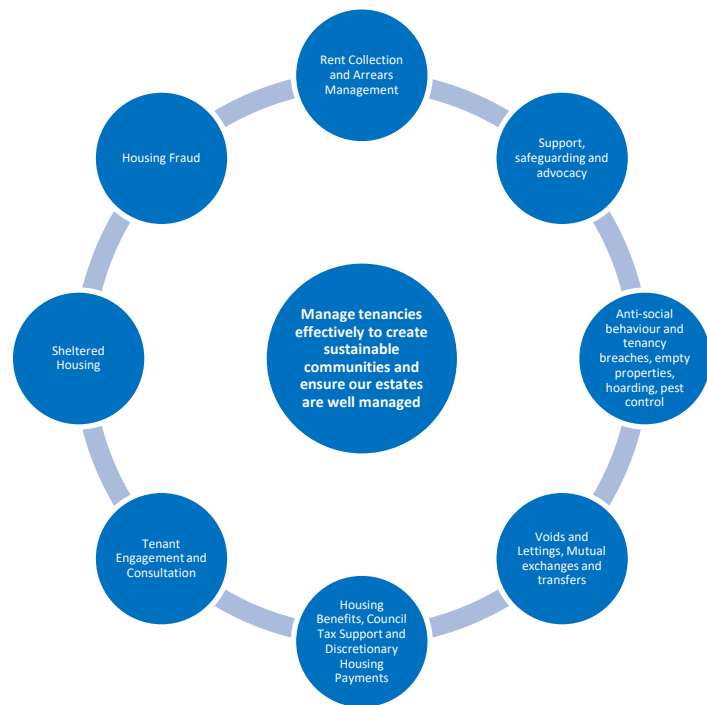 Rent Collection
and Arrears
Management
Support,
safeguarding and
advocacy
Anti-social
behaviour and
tenancy
breaches, empty
properties,
hoarding, pest
control
Voids and
Lettings, Mutual
exchanges and
transfers
Housing
Benefits, Council
Tax Support and
Discretionary
Housing
Payments
Tenant
Engagement and
Consultation
Sheltered
Housing
Housing Fraud
Manage tenancies
effectively to create
sustainable
communities and
ensure our estates
are well managed